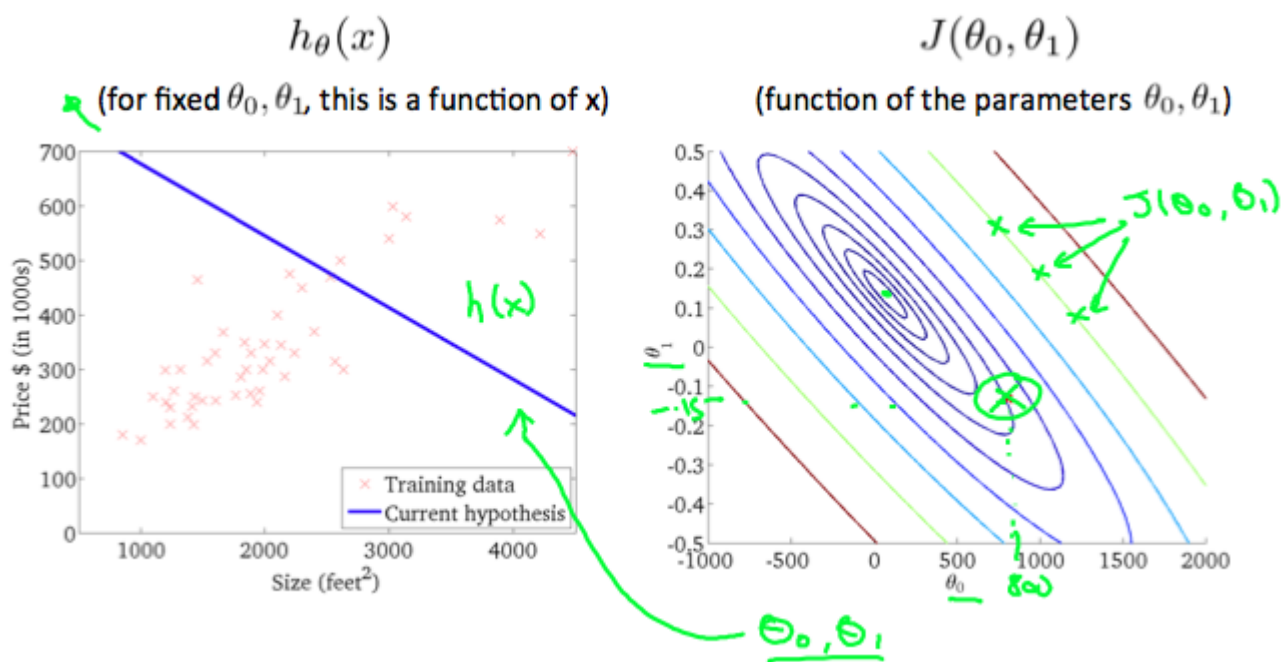 hθ(x)
(for fixed θ0, θ1, this is a function of x)
700
600
500
400
300
200
100
0
Price $ (in 1000s)
h(x)
Training data
Current hypothesis
1000 2000 3000 4000
Size (feet²)
J(θ0, θ1)
(function of the parameters θ0, θ1)
0.5
0.4
0.3
0.2
0.1
0
-0.1
-0.2
-0.3
-0.4
-0.5
θ1
-.15
J(θ0, θ1)
-1000 -500 0 500 1000 1500 2000
θ0
800
θ0, θ1